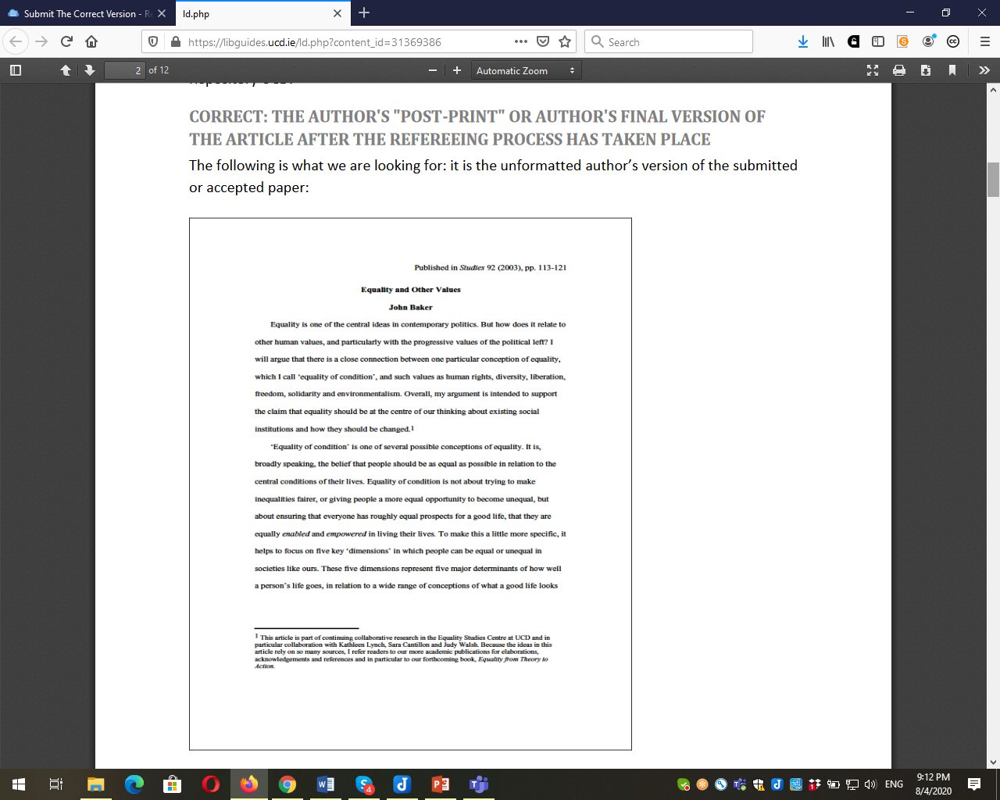 Submit The Correct Version - Re
ld.php
https://libguides.ucd.ie/ld.php?content_id=31369386
Search
2 of 12
Automatic Zoom
CORRECT: THE AUTHOR'S "POST-PRINT" OR AUTHOR'S FINAL VERSION OF
THE ARTICLE AFTER THE REFEREEING PROCESS HAS TAKEN PLACE
The following is what we are looking for: it is the unformatted author’s version of the submitted
or accepted paper:
Published in Studies 92 (2003), pp. 113-121
Equality and Other Values
John Baker
Equality is one of the central ideas in contemporary politics. But how does it relate to
other human values, and particularly with the progressive values of the political left? I
will argue that there is a close connection between one particular conception of equality,
which I call ‘equality of condition’, and such values as human rights, diversity, liberation,
freedom, solidarity and environmentalism. Overall, my argument is intended to support
the claim that equality should be at the centre of our thinking about existing social
institutions and how they should be changed.1
‘Equality of condition’ is one of several possible conceptions of equality. It is,
broadly speaking, the belief that people should be as equal as possible in relation to the
central conditions of their lives. Equality of condition is not about trying to make
inequalities fairer, or giving people a more equal opportunity to become unequal, but
about ensuring that everyone has roughly equal prospects for a good life, that they are
equally enabled and empowered in living their lives. To make this a little more specific, it
helps to focus on five key ‘dimensions’ in which people can be equal or unequal in
societies like ours. These five dimensions represent five major determinants of how well
a person’s life goes, in relation to a wide range of conceptions of what a good life looks
1 This article is part of continuing collaborative research in the Equality Studies Centre at UCD and in
particular collaboration with Kathleen Lynch, Sara Cantillon and Judy Walsh. Because the ideas in this
article rely on so many sources, I refer readers to our more academic publications for elaborations,
acknowledgements and references and in particular to our forthcoming book, Equality from Theory to
Action.
4
ENG
9:12 PM
8/4/2020